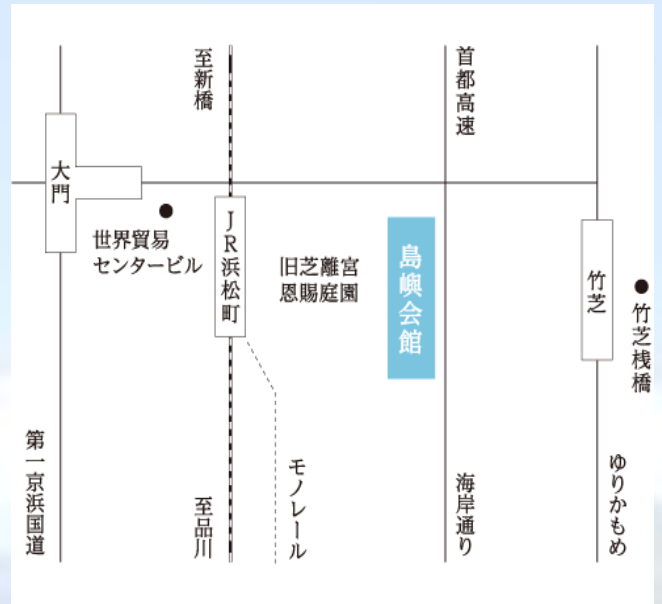 至新橋
首都高速
大門
世界貿易
センタービル
JR浜松町
旧芝離宮
恩賜庭園
島嶼会館
竹芝
竹芝桟橋
第一京浜国道
至品川
モノレール
海岸通り
ゆりかもめ